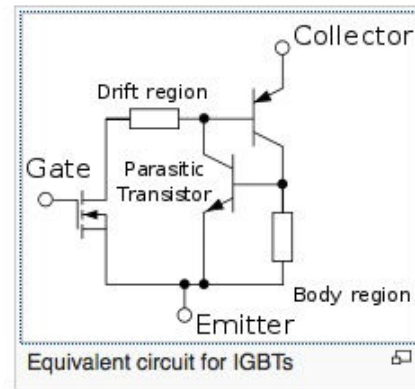 Collector
Drift region
Gate
Parasitic
Transistor
Body region
Emitter
Equivalent circuit for IGBTs